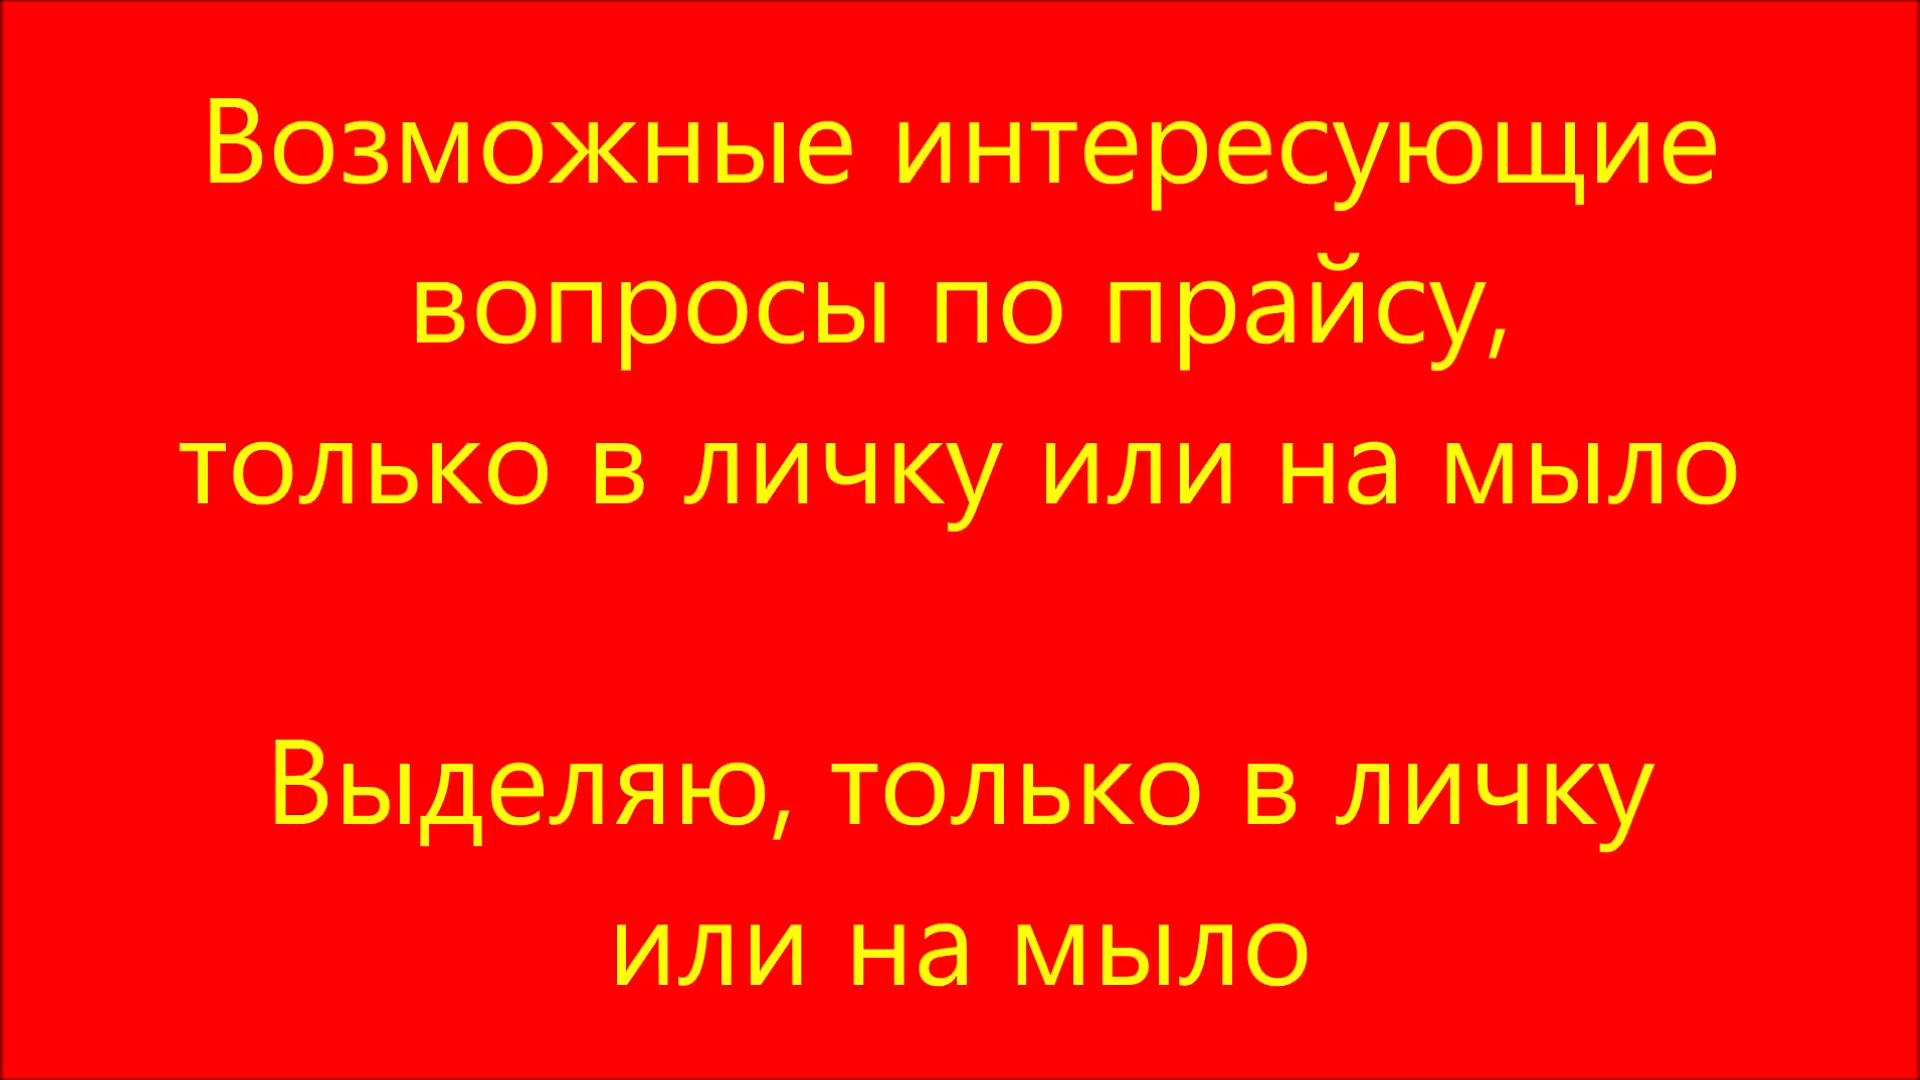 Возможные интересующие
вопросы по прайсу,
только в личку или на мыло
Выделяю, только в личку
или на мыло